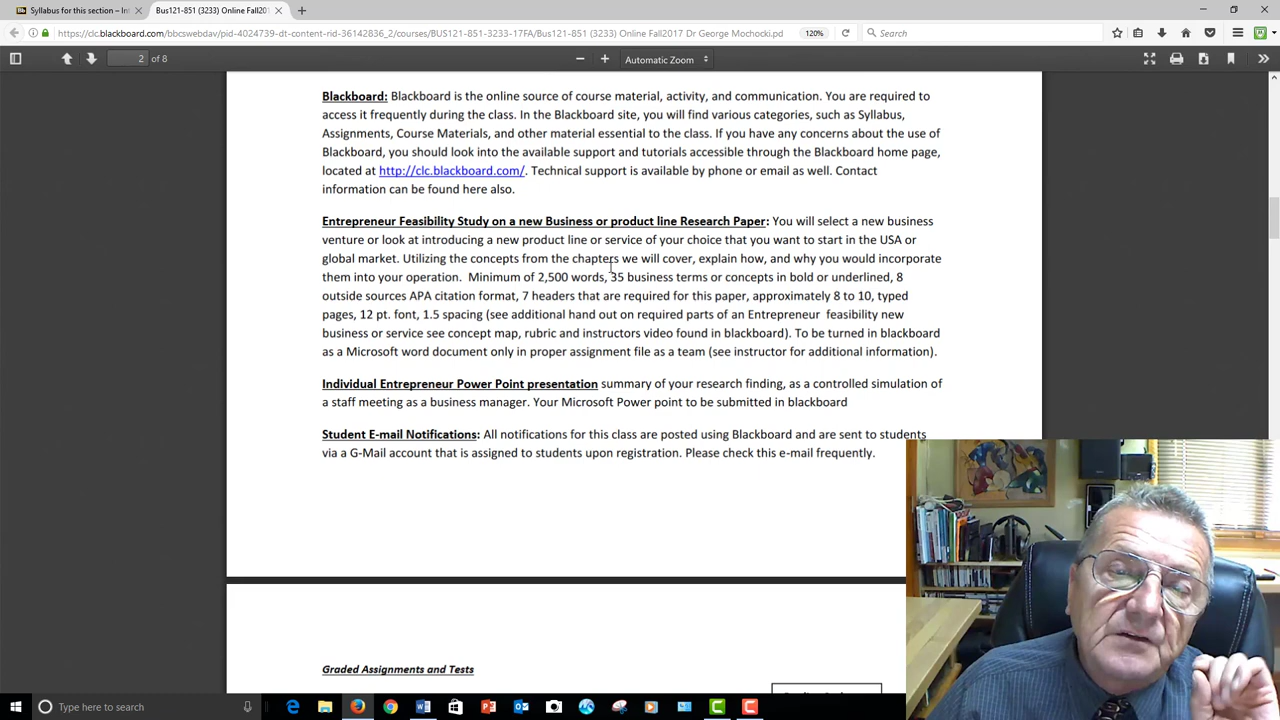 Syllabus for this section – In
Bus121-851 (3233) Online Fall201
https://clc.blackboard.com/bbcswebdav/pid-4024739-dt-content-rid-36142836_2/courses/BUS121-851-3233-17FA/Bus121-851 (3233) Online Fall2017 Dr George Mochocki.pd
120%
Search
2 of 8
Automatic Zoom
Blackboard: Blackboard is the online source of course material, activity, and communication. You are required to
access it frequently during the class. In the Blackboard site, you will find various categories, such as Syllabus,
Assignments, Course Materials, and other material essential to the class. If you have any concerns about the use of
Blackboard, you should look into the available support and tutorials accessible through the Blackboard home page,
located at http://clc.blackboard.com/. Technical support is available by phone or email as well. Contact
information can be found here also.
Entrepreneur Feasibility Study on a new Business or product line Research Paper: You will select a new business
venture or look at introducing a new product line or service of your choice that you want to start in the USA or
global market. Utilizing the concepts from the chapters we will cover, explain how, and why you would incorporate
them into your operation. Minimum of 2,500 words, 35 business terms or concepts in bold or underlined, 8
outside sources APA citation format, 7 headers that are required for this paper, approximately 8 to 10, typed
pages, 12 pt. font, 1.5 spacing (see additional hand out on required parts of an Entrepreneur feasibility new
business or service see concept map, rubric and instructors video found in blackboard). To be turned in blackboard
as a Microsoft word document only in proper assignment file as a team (see instructor for additional information).
Individual Entrepreneur Power Point presentation summary of your research finding, as a controlled simulation of
a staff meeting as a business manager. Your Microsoft Power point to be submitted in blackboard
Student E-mail Notifications: All notifications for this class are posted using Blackboard and are sent to students
via a G-Mail account that is assigned to students upon registration. Please check this e-mail frequently.
Graded Assignments and Tests
Type here to search